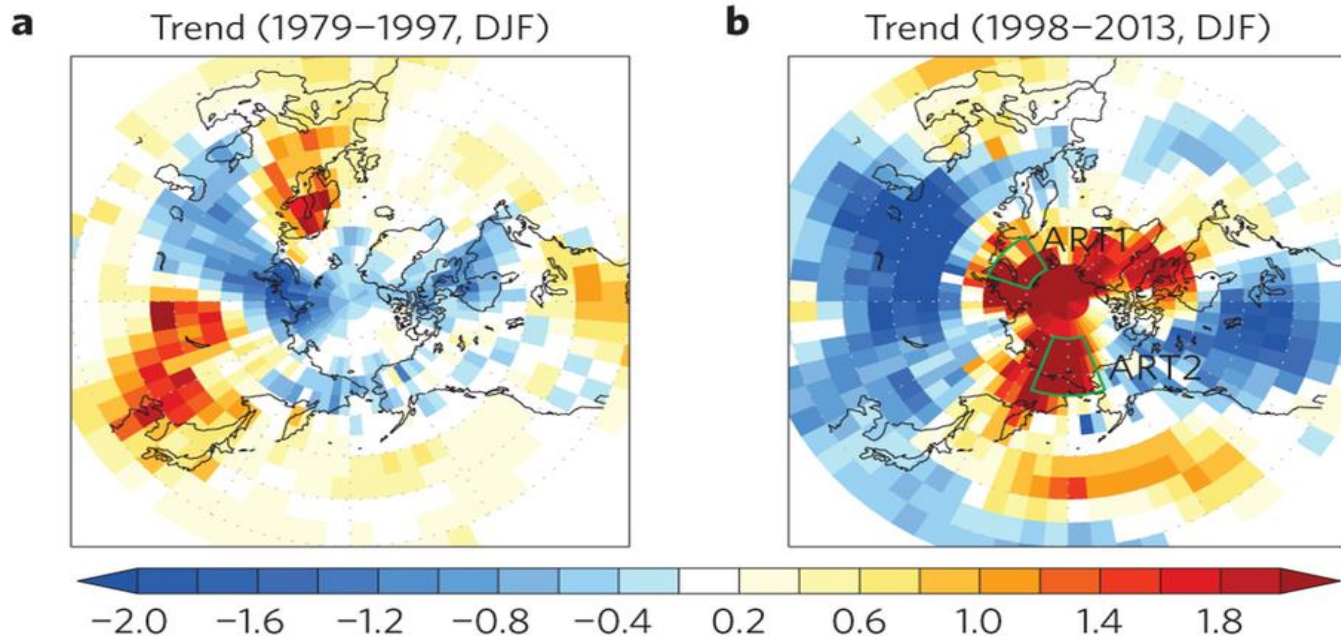 a Trend (1979–1997, DJF)
b Trend (1998–2013, DJF)
ART1
ART2
−2.0 −1.6 −1.2 −0.8 −0.4 0.2 0.6 1.0 1.4 1.8